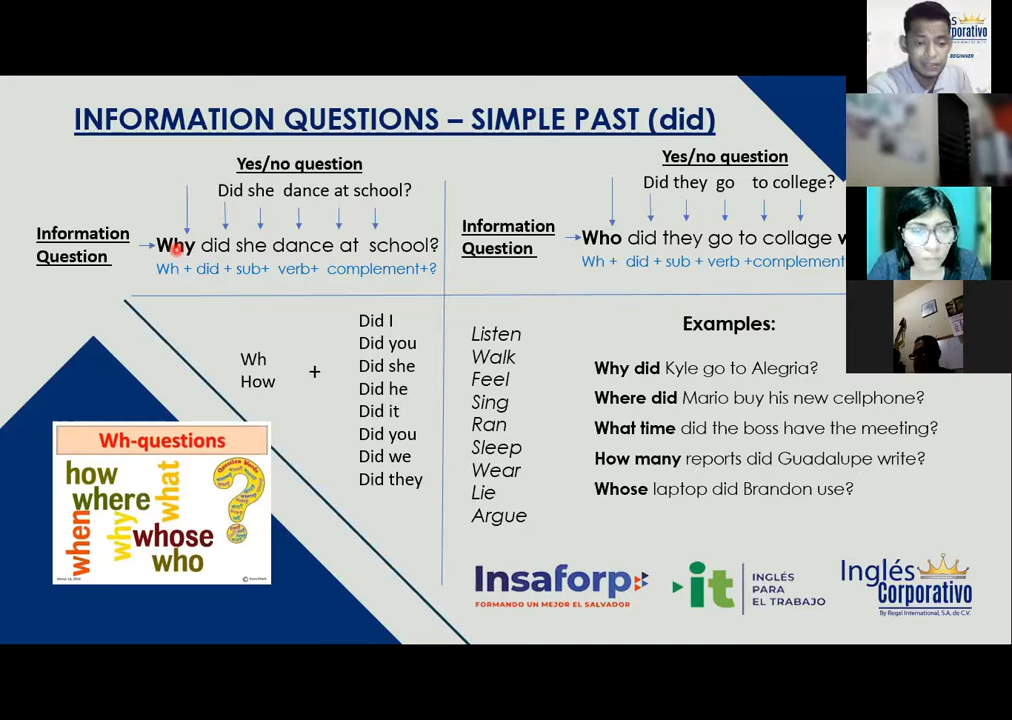 INFORMATION QUESTIONS – SIMPLE PAST (did)
Yes/no question
Did she dance at school?
Information
Question
Why did she dance at school?
Wh + did + sub+ verb+ complement+?
Yes/no question
Did they go to college?
Information
Question
Who did they go to collage
Wh + did + sub + verb +complement
Wh
How
+
Did I
Did you
Did she
Did he
Did it
Did you
Did we
Did they
Listen
Walk
Feel
Sing
Ran
Sleep
Wear
Lie
Argue
Examples:
Why did Kyle go to Alegria?
Where did Mario buy his new cellphone?
What time did the boss have the meeting?
How many reports did Guadalupe write?
Whose laptop did Brandon use?
Wh-questions
how
where
what
when
why
whose
who
Insaforp
FORMANDO UN MEJOR EL SALVADOR
it
INGLÉS
PARA
EL TRABAJO
Inglés
Corporativo
By Regal International, S.A. de C.V.
BEGINNER